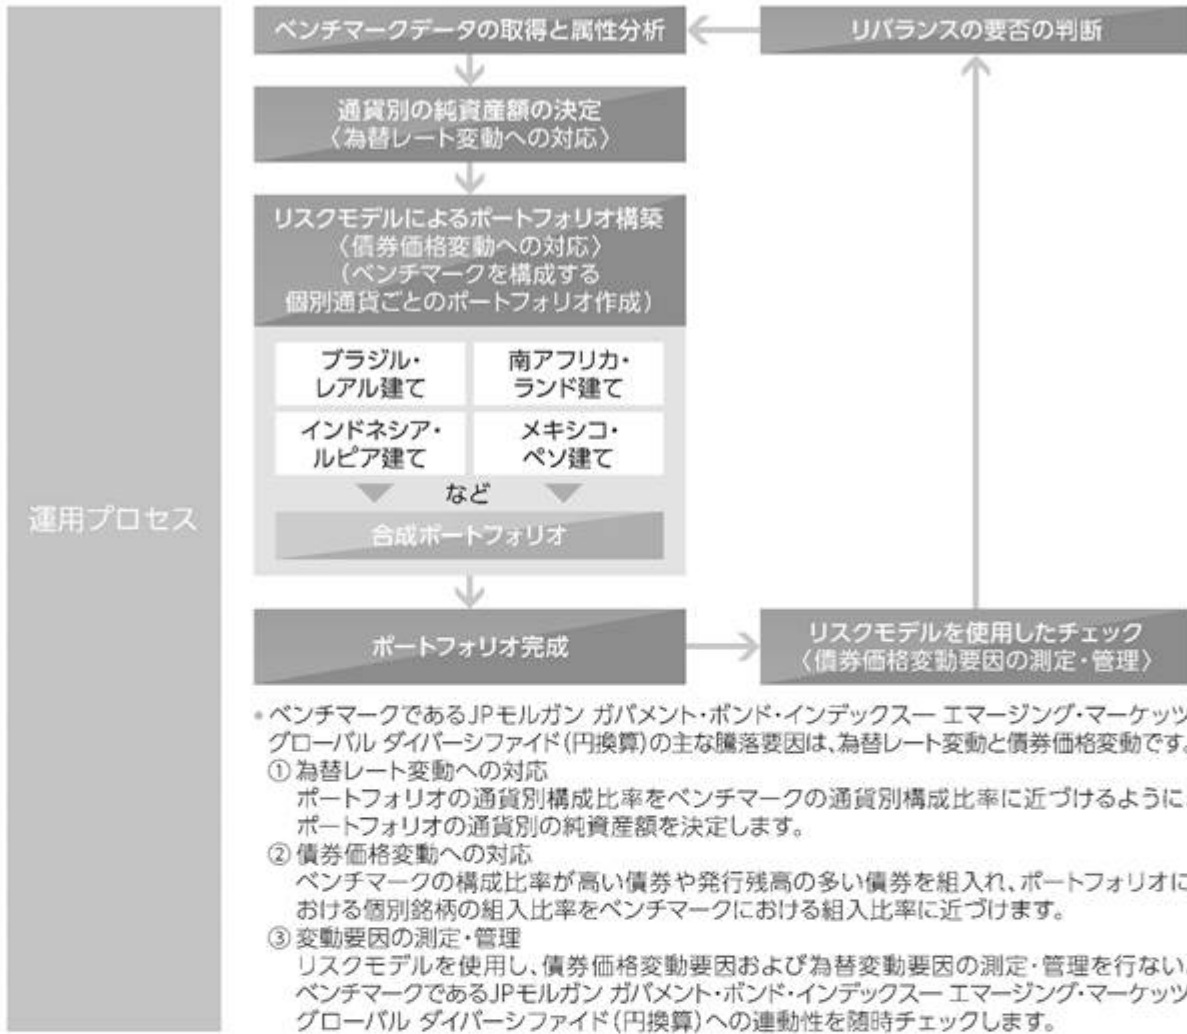 運用プロセス
ベンチマークデータの取得と属性分析
リバランスの要否の判断
通貨別の純資産額の決定
〈為替レート変動への対応〉
リスクモデルによるポートフォリオ構築
〈債券価格変動への対応〉
(ベンチマークを構成する
個別通貨ごとのポートフォリオ作成)
ブラジル・
レアル建て
南アフリカ・
ランド建て
インドネシア・
ルピア建て
メキシコ・
ペソ建て
など
合成ポートフォリオ
ポートフォリオ完成
リスクモデルを使用したチェック
〈債券価格変動要因の測定・管理〉
•ベンチマークであるJPモルガン ガバメント・ボンド・インデックスー エマージング・マーケッツ
グローバル ダイバーシファイド(円換算)の主な騰落要因は、為替レート変動と債券価格変動です。
①為替レート変動への対応
ポートフォリオの通貨別構成比率をベンチマークの通貨別構成比率に近づけるように、
ポートフォリオの通貨別の純資産額を決定します。
②債券価格変動への対応
ベンチマークの構成比率が高い債券や発行残高の多い債券を組入れ、ポートフォリオに
おける個別銘柄の組入比率をベンチマークにおける組入比率に近づけます。
③変動要因の測定・管理
リスクモデルを使用し、債券価格変動要因および為替変動要因の測定・管理を行ない、
ベンチマークであるJPモルガン ガバメント・ボンド・インデックスー エマージング・マーケッツ
グローバル ダイバーシファイド(円換算)への連動性を随時チェックします。